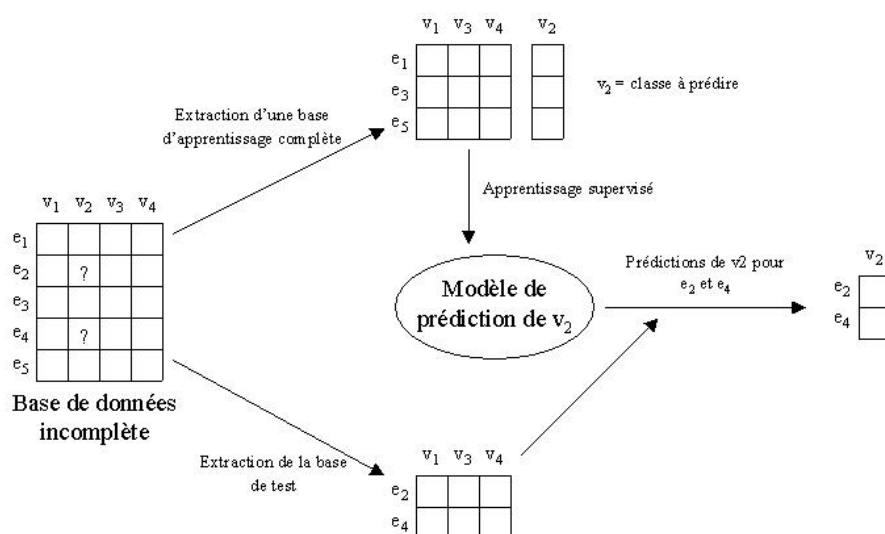 v1 v3 v4 v2
e1
e3
e5
v2 = classe à prédire
Extraction d'une base
d'apprentissage complète
Apprentissage supervisé
v1 v2 v3 v4
e1
e2 ?
e3
e4 ?
e5
Base de données
incomplète
Modèle de
prédiction de v2
Prédictions de v2 pour
e2 et e4
v2
e2
e4
Extraction de la base
de test
v1 v3 v4
e2
e4